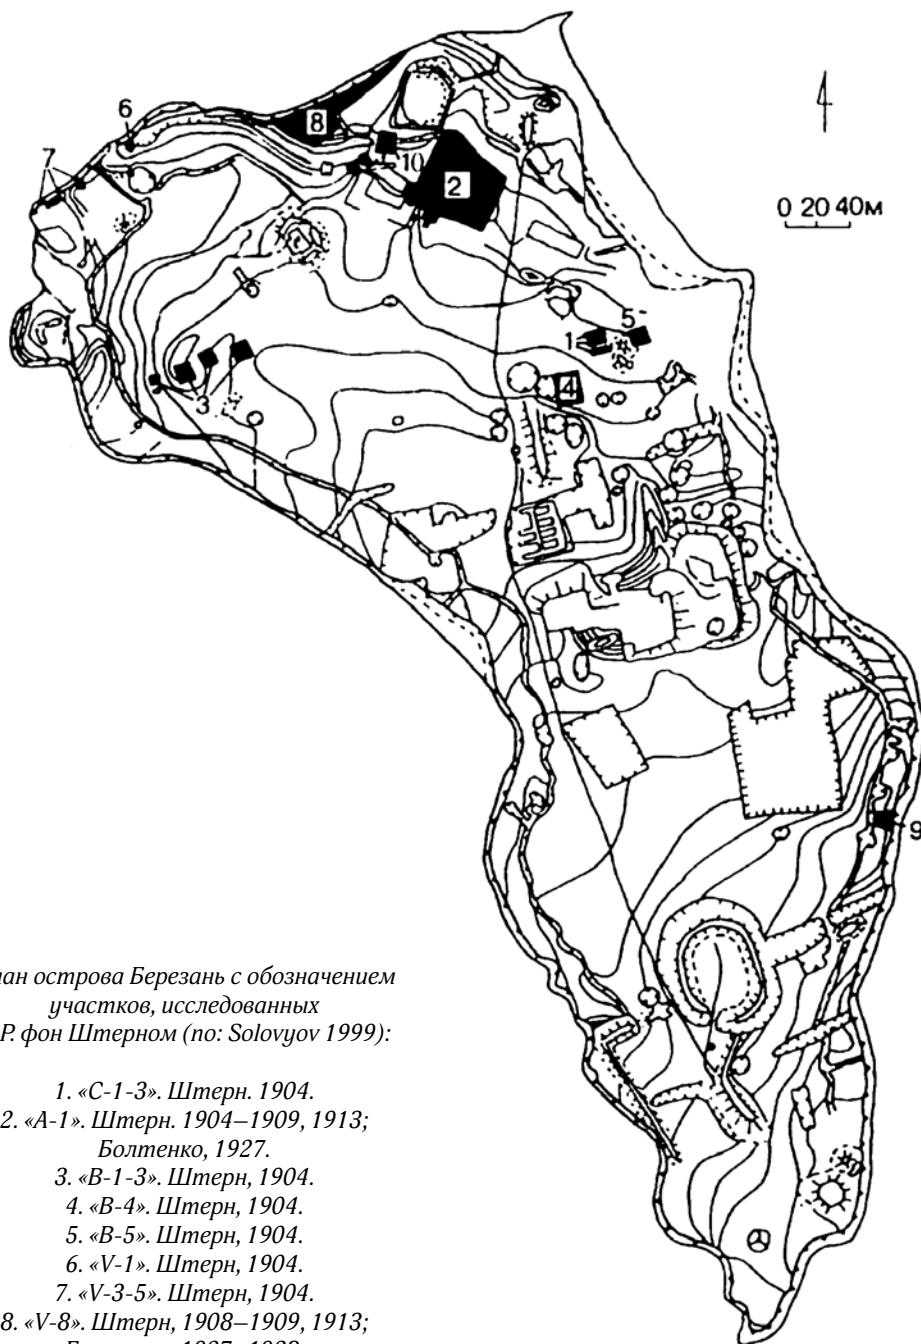 6
8
7
10
2
0 20 40м
1
5
4
3
9
лан острова Березань с обозначением
участков, исследованных
Р. фон Штерном (по: Solovyov 1999):
1. «С-1-3». Штерн. 1904.
2. «А-1». Штерн. 1904–1909, 1913;
Болтенко, 1927.
3. «В-1-3». Штерн, 1904.
4. «В-4». Штерн, 1904.
5. «В-5». Штерн, 1904.
6. «V-1». Штерн, 1904.
7. «V-3-5». Штерн, 1904.
8. «V-8». Штерн, 1908–1909, 1913;